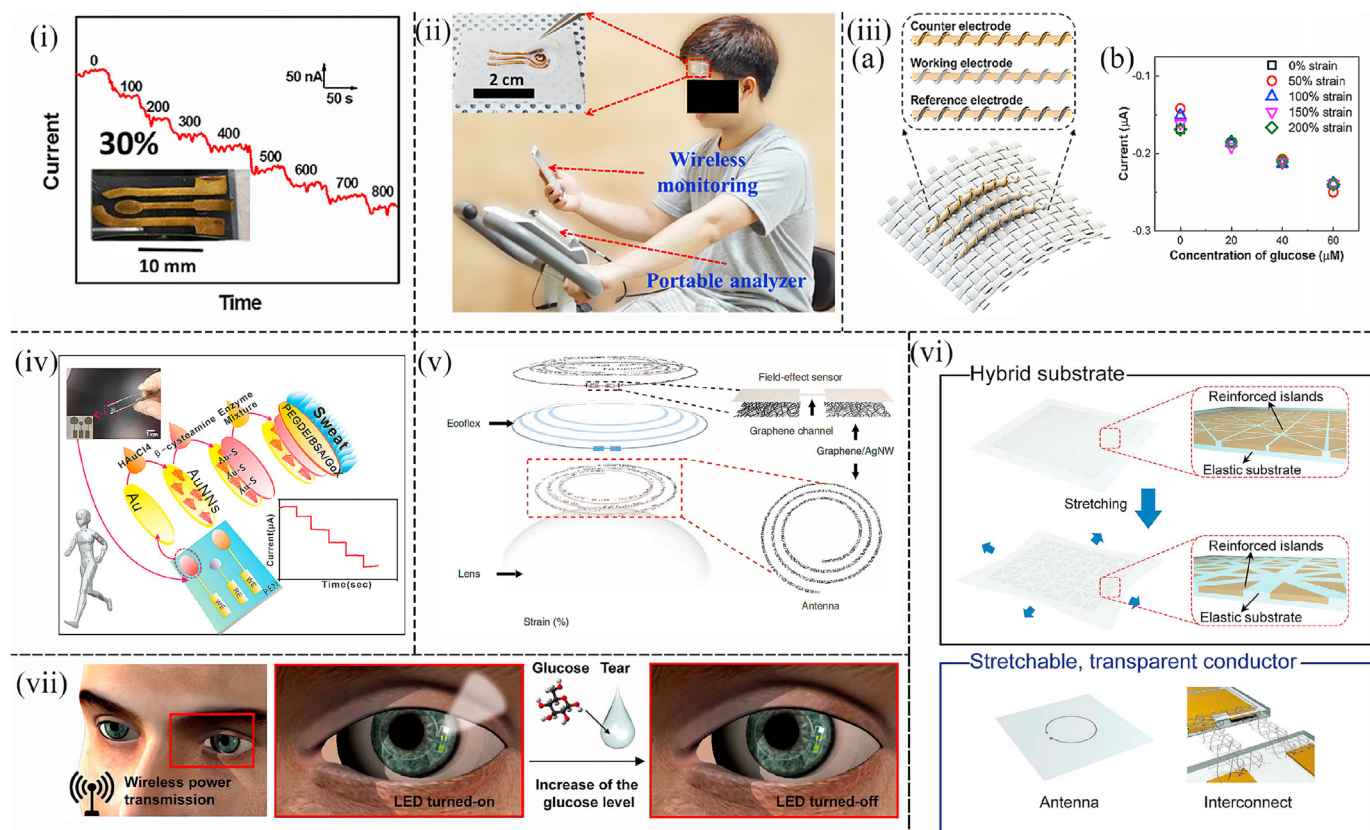 (i)
0
100
200
300
400
500
600
700
800
50 nA
50 s
30%
Current
10 mm
Time
(ii)
2 cm
Wireless
monitoring
Portable analyzer
(iii)
(a)
Counter electrode
Working electrode
Reference electrode
(b)
0% strain
50% strain
100% strain
150% strain
200% strain
-0.1
-0.2
-0.3
Current (μA)
0
20
40
60
Concentration of glucose (μM)
(iv)
1 cm
HAuCl4
β-cysteamine
Enzyme
Mixture
Au
AuNNs
Au-S
Au-S
Au-S
PEGDE/BSA/GOx
Sweat
WE
RE
WE
PEN
Current(μA)
Time(sec)
(v)
Field-effect sensor
Ecoflex
Graphene channel
Graphene/AgNW
Lens
Antenna
Strain (%)
(vi)
Hybrid substrate
Reinforced islands
Elastic substrate
Stretching
Reinforced islands
Elastic substrate
Stretchable, transparent conductor
Antenna
Interconnect
(vii)
Wireless power
transmission
LED turned-on
Glucose Tear
Increase of the
glucose level
LED turned-off